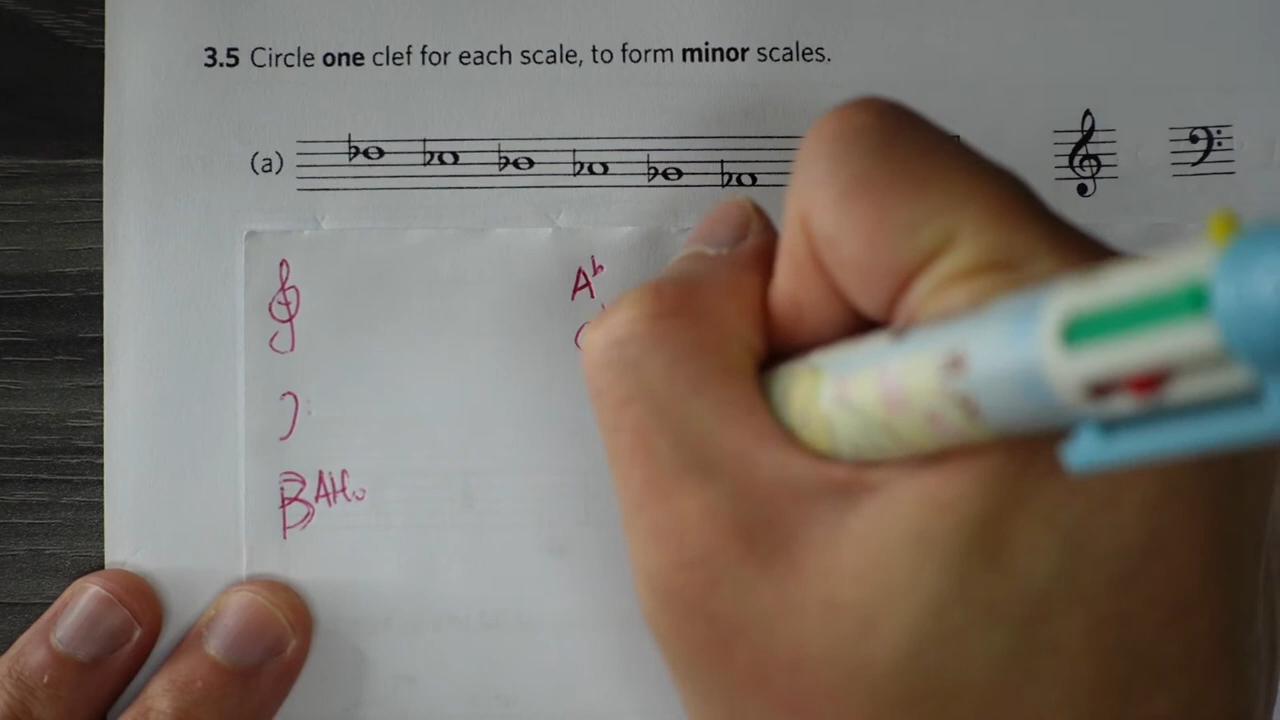 3.5 Circle one clef for each scale, to form minor scales.
(a)
A♭
B